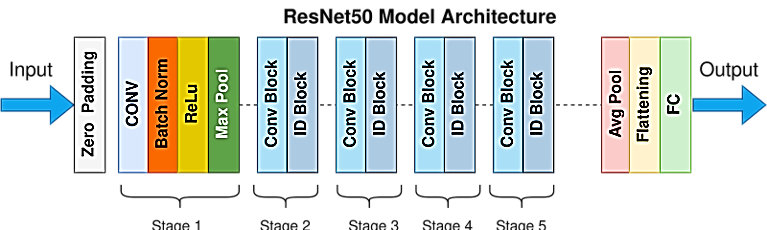 ResNet50 Model Architecture
Input
Zero Padding
CONV
Batch Norm
ReLu
Max Pool
Conv Block
ID Block
Conv Block
ID Block
Conv Block
ID Block
Conv Block
ID Block
Avg Pool
Flattening
FC
Output
Stage 1
Stage 2
Stage 3
Stage 4
Stage 5